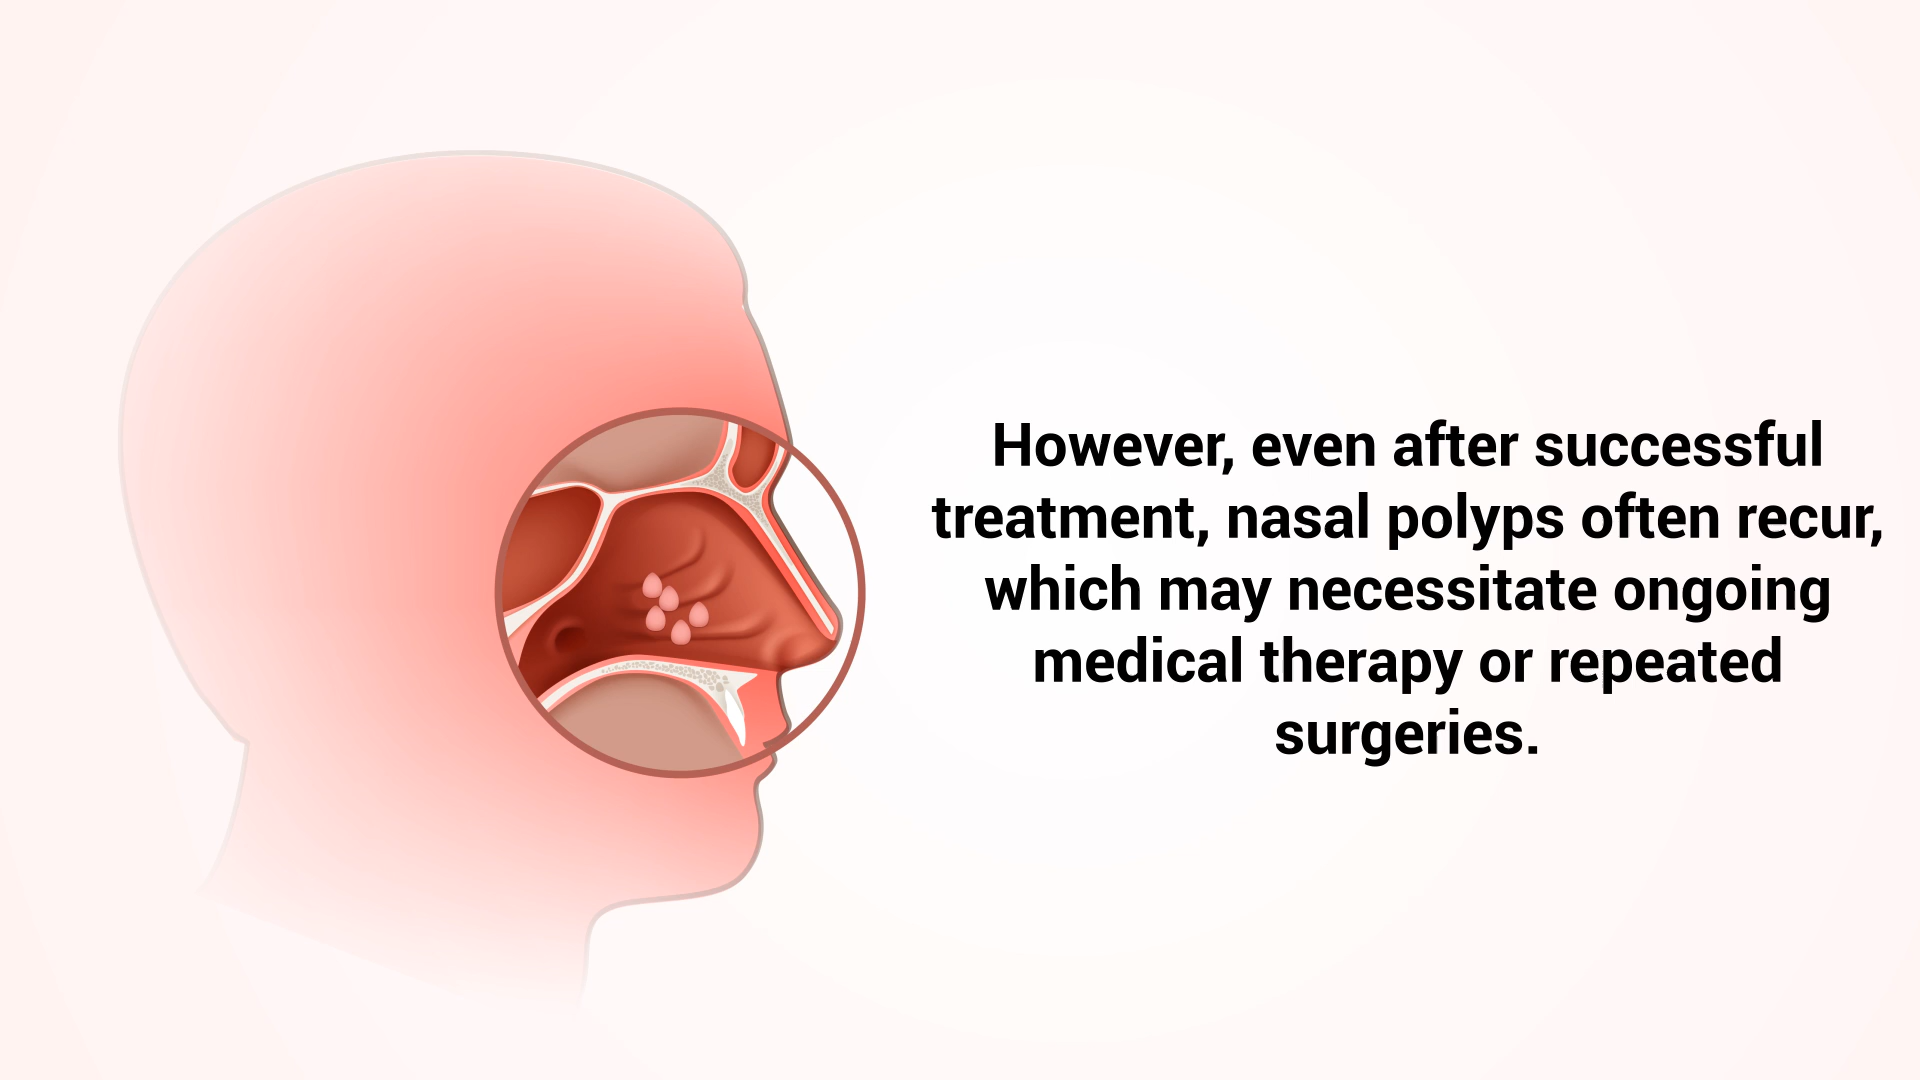 However, even after successful
treatment, nasal polyps often recur,
which may necessitate ongoing
medical therapy or repeated
surgeries.